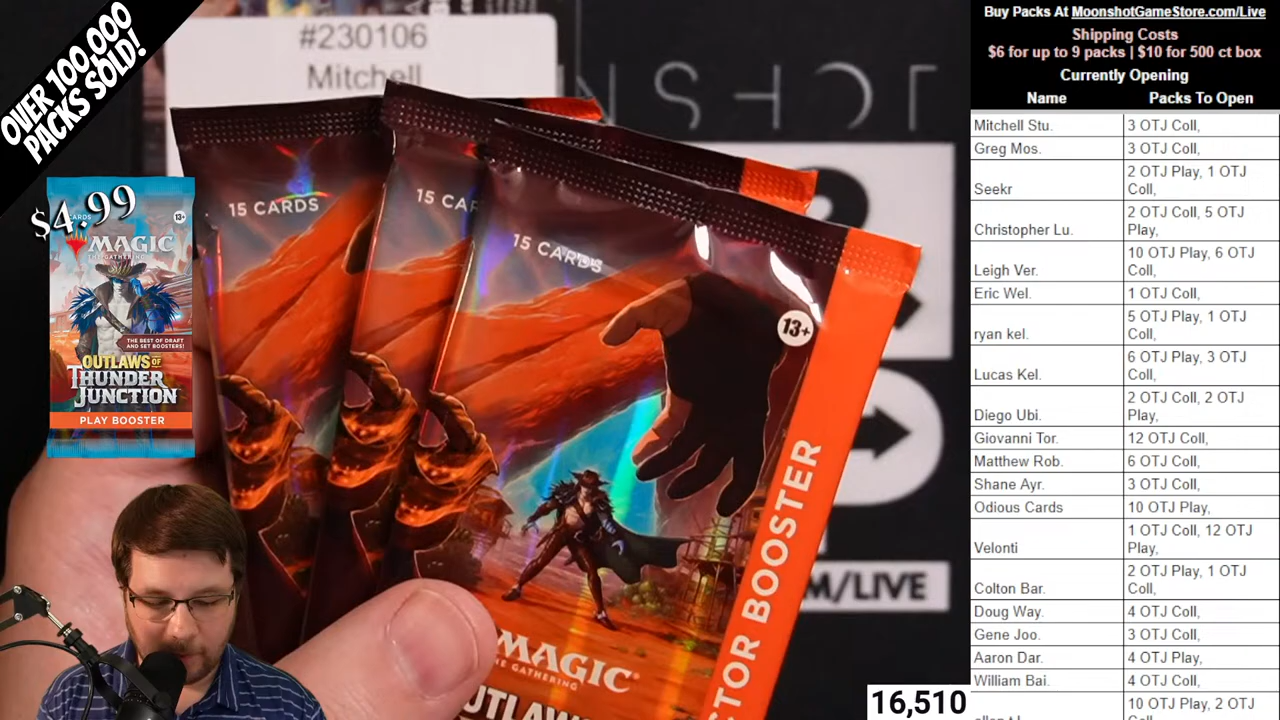 OVER 100,000
PACKS SOLD!
$4.99
CARDS
13+
MAGIC
THE GATHERING
THE BEST OF DRAFT
AND SET BOOSTERS!
OUTLAWS OF
THUNDER
JUNCTION
PLAY BOOSTER
#230106
Mitchell
15 CARDS
15 CAR
15 CARDS
13+
CTOR BOOSTER
MAGIC
THE GATHERING
UTLAWS
M/LIVE
16,510
Buy Packs At MoonshotGameStore.com/Live
Shipping Costs
$6 for up to 9 packs | $10 for 500 ct box
Currently Opening
Name Packs To Open
Mitchell Stu. 3 OTJ Coll,
Greg Mos. 3 OTJ Coll,
Seekr 2 OTJ Play, 1 OTJ
Coll,
Christopher Lu. 2 OTJ Coll, 5 OTJ
Play,
Leigh Ver. 10 OTJ Play, 6 OTJ
Coll,
Eric Wel. 1 OTJ Coll,
ryan kel. 5 OTJ Play, 1 OTJ
Coll,
Lucas Kel. 6 OTJ Play, 3 OTJ
Coll,
Diego Ubi. 2 OTJ Coll, 2 OTJ
Play,
Giovanni Tor. 12 OTJ Coll,
Matthew Rob. 6 OTJ Coll,
Shane Ayr. 3 OTJ Coll,
Odious Cards 10 OTJ Play,
Velonti 1 OTJ Coll, 12 OTJ
Play,
Colton Bar. 2 OTJ Play, 1 OTJ
Coll,
Doug Way. 4 OTJ Coll,
Gene Joo. 3 OTJ Coll,
Aaron Dar. 4 OTJ Play,
William Bai. 4 OTJ Coll,
10 OTJ Play, 2 OTJ